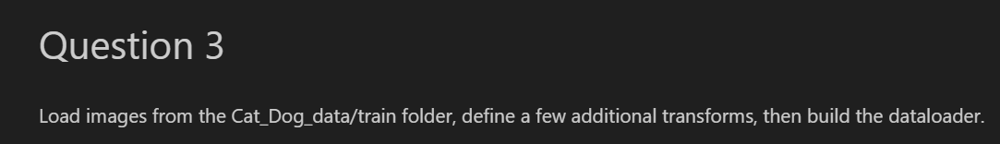 Question 3
Load images from the Cat_Dog_data/train folder, define a few additional transforms, then build the dataloader.